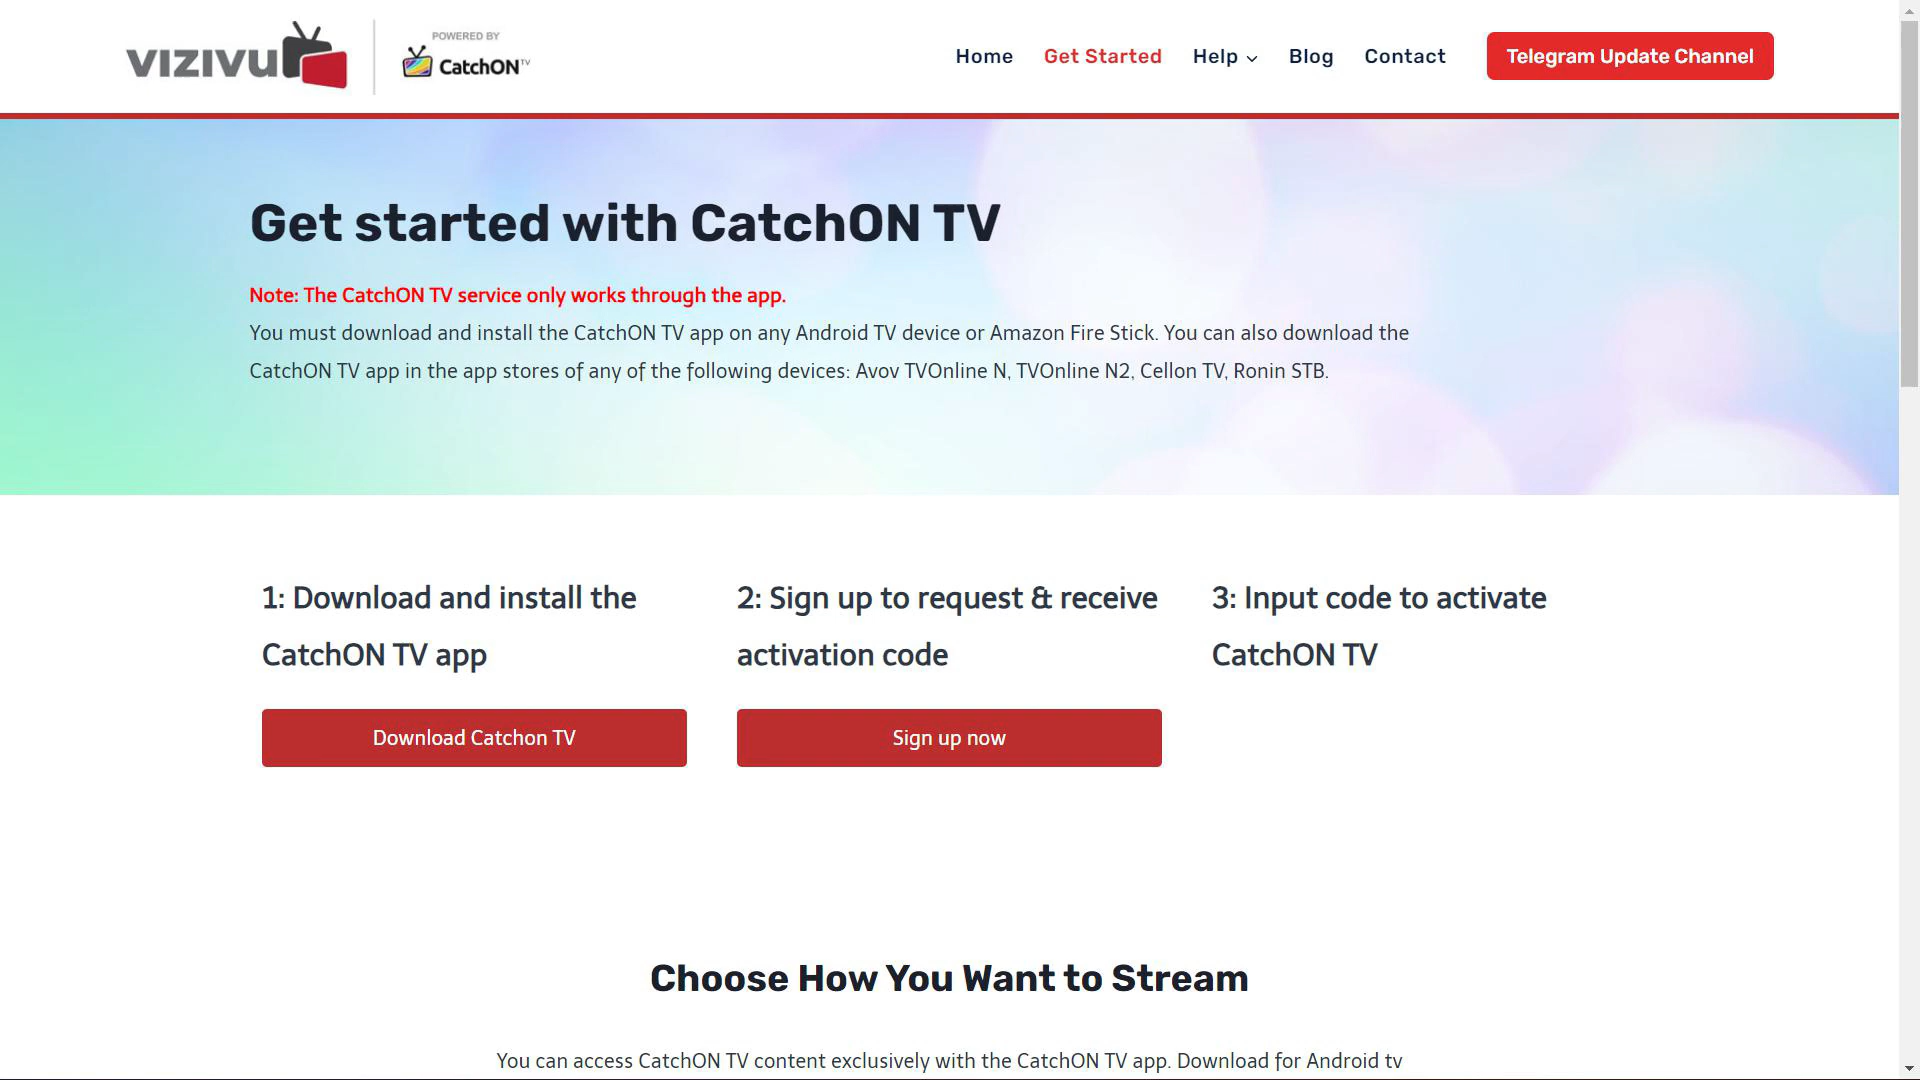 VIZIVU
POWERED BY
CatchON TV
Home Get Started Help Blog Contact Telegram Update Channel
Get started with CatchON TV
Note: The CatchON TV service only works through the app.
You must download and install the CatchON TV app on any Android TV device or Amazon Fire Stick. You can also download the
CatchON TV app in the app stores of any of the following devices: Avov TVOnline N, TVOnline N2, Cellon TV, Ronin STB.
1: Download and install the
CatchON TV app
Download Catchon TV
2: Sign up to request & receive
activation code
Sign up now
3: Input code to activate
CatchON TV
Choose How You Want to Stream
You can access CatchON TV content exclusively with the CatchON TV app. Download for Android tv